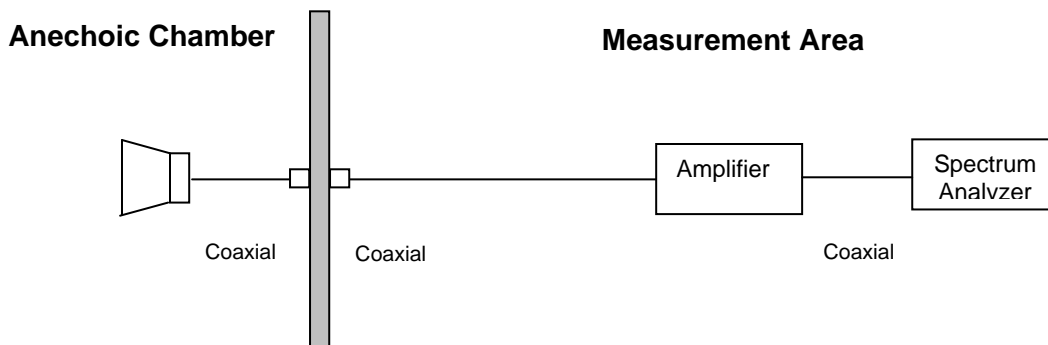 Anechoic Chamber
Measurement Area
Amplifier
Spectrum
Analyzer
Coaxial
Coaxial
Coaxial